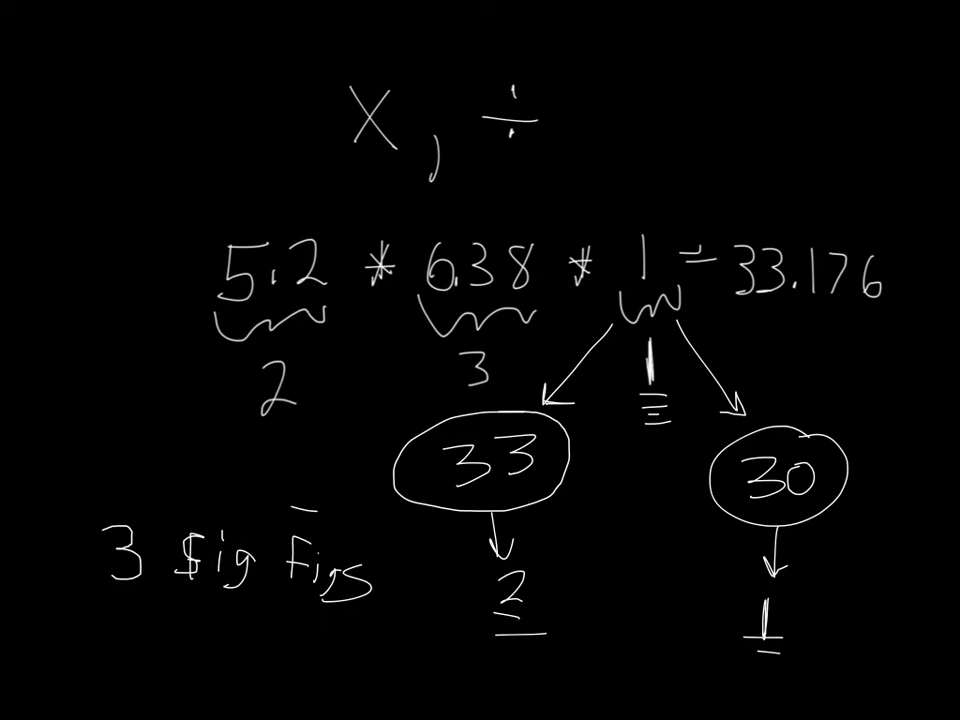 X, ÷
5.2 * 6.38 * 1 = 33.176
2 3 1
33 30
3 Sig Figs
2 1